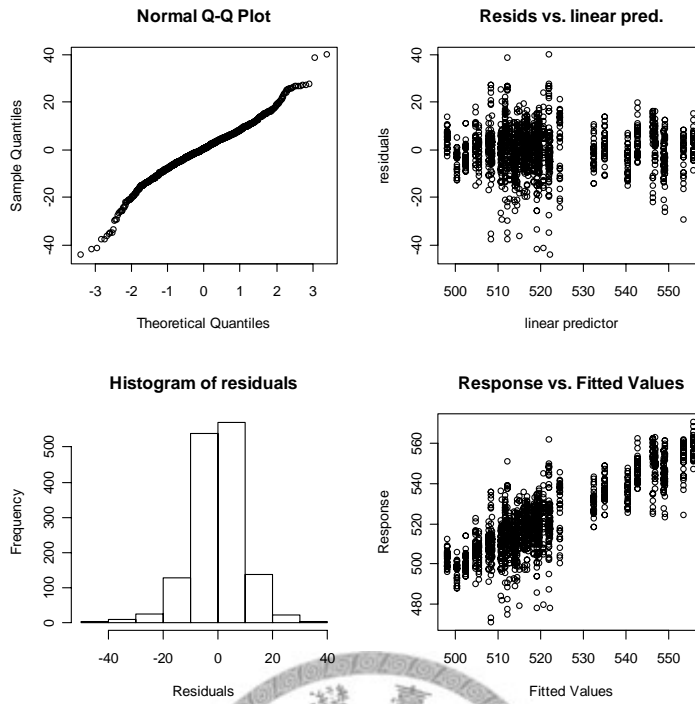 Normal Q-Q Plot
Sample Quantiles
40
20
0
20
40
-3 -2 -1 0 1 2 3
Theoretical Quantiles
Resids vs. linear pred.
residuals
40
20
0
20
40
500 510 520 530 540 550
linear predictor
Histogram of residuals
Frequency
500
400
300
200
100
0
-40 -20 0 20 40
Residuals
Response vs. Fitted Values
Response
560
540
520
500
480
500 510 520 530 540 550
Fitted Values